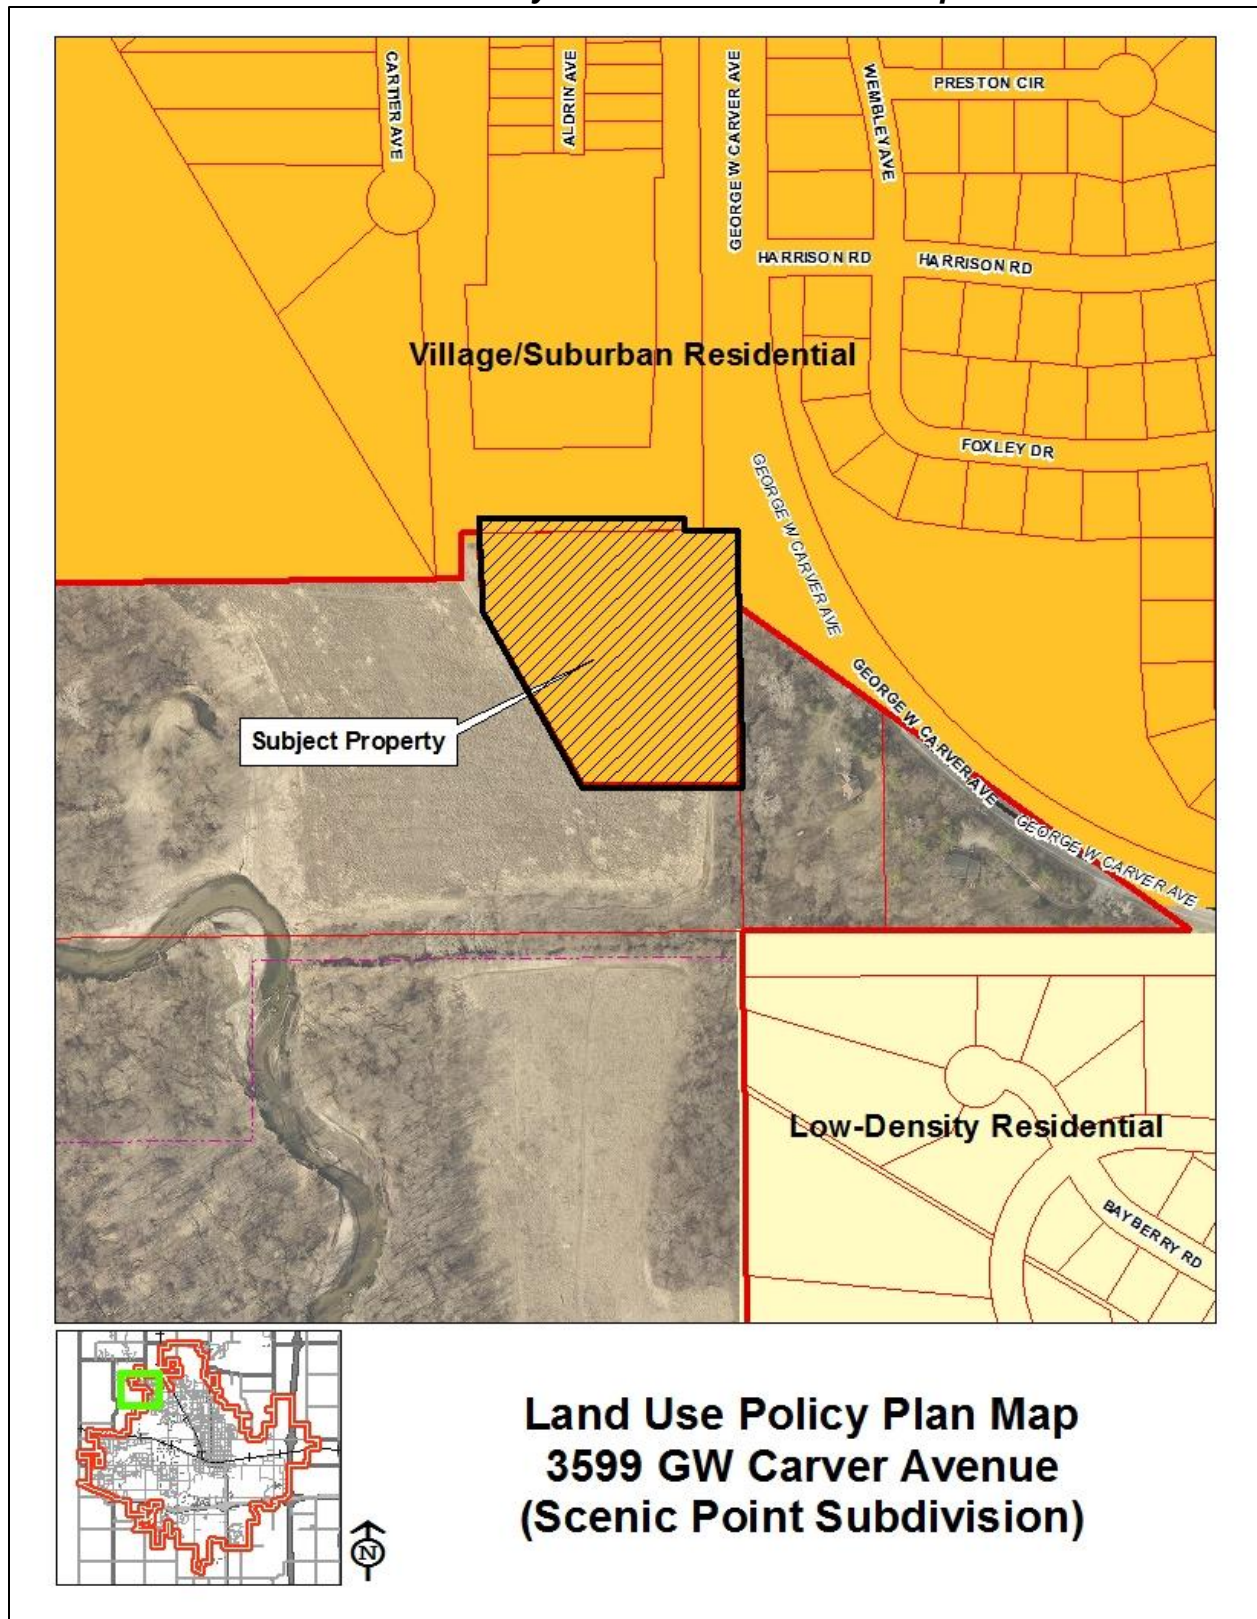 CARTIER AVE
ALDRIN AVE
GEORGE W CARVER AVE
WEMBLEY AVE
PRESTON CIR
HARRISON RD
HARRISON RD
Village/Suburban Residential
FOXLEY DR
GEORGE W CARVER AVE
GEORGE W CARVER AVE
Subject Property
GEORGE W CARVER AVE
Low-Density Residential
BAYBERRY RD
N
Land Use Policy Plan Map
3599 GW Carver Avenue
(Scenic Point Subdivision)